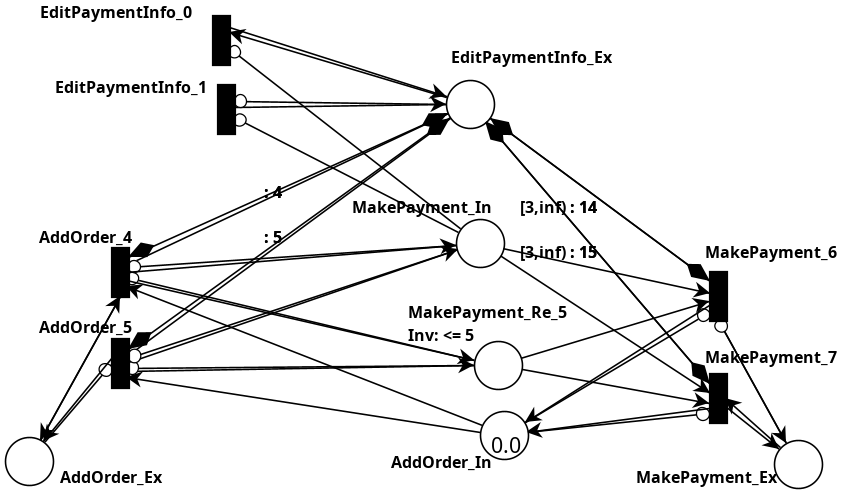 EditPaymentInfo_0
EditPaymentInfo_Ex
EditPaymentInfo_1
: 4
MakePayment_In
[3,inf) : 14
AddOrder_4
: 5
[3,inf) : 15
MakePayment_6
MakePayment_Re_5
Inv: <= 5
AddOrder_5
MakePayment_7
0.0
AddOrder_In
AddOrder_Ex
MakePayment_Ex